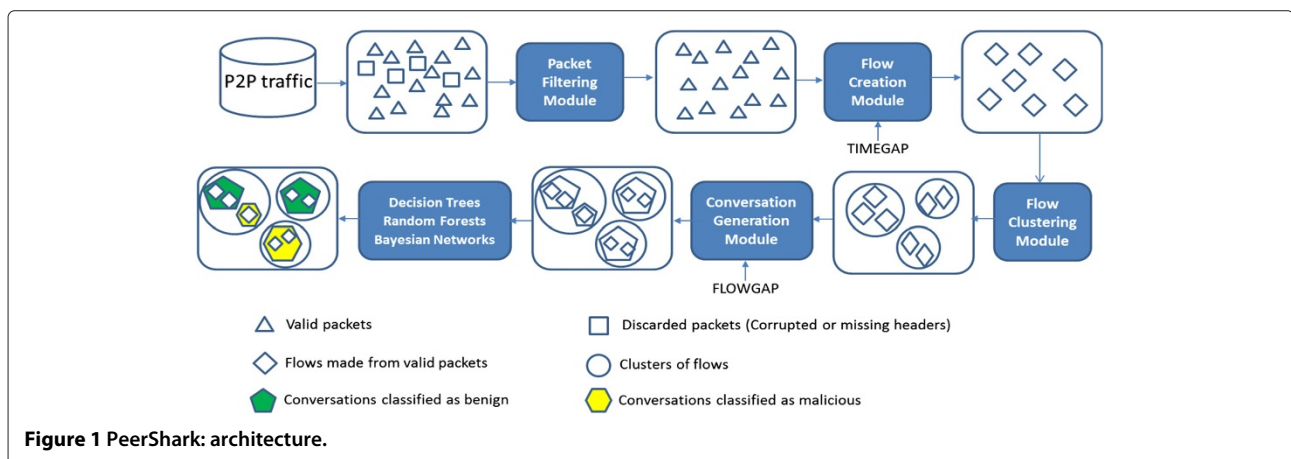 P2P traffic
Packet
Filtering
Module
Flow
Creation
Module
TIMEGAP
Decision Trees
Random Forests
Bayesian Networks
Conversation
Generation
Module
Flow
Clustering
Module
FLOWGAP
Valid packets
Discarded packets (Corrupted or missing headers)
Flows made from valid packets
Clusters of flows
Conversations classified as benign
Conversations classified as malicious
Figure 1 PeerShark: architecture.